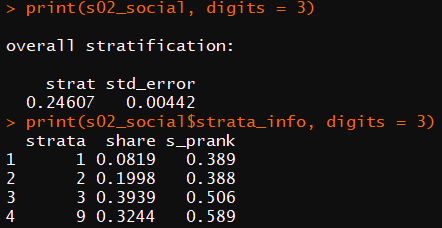 > print(s02_social, digits = 3)
overall stratification:
strat std_error
0.24607 0.00442
> print(s02_social$strata_info, digits = 3)
strata share s_prank
1 1 0.0819 0.389
2 2 0.1998 0.388
3 3 0.3939 0.506
4 9 0.3244 0.589